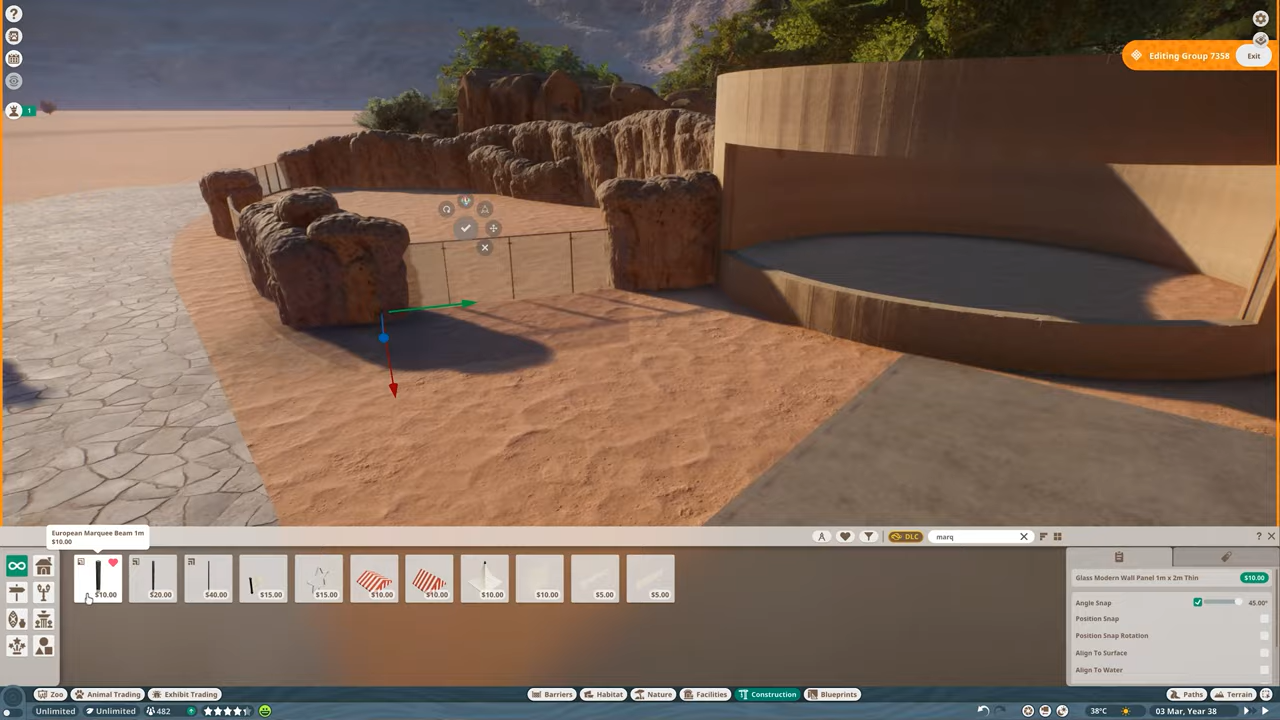 Editing Group 7358
Exit
1
European Marquee Beam 1m
$10.00
DLC
marq
$10.00
$20.00
$40.00
$15.00
$15.00
$10.00
$10.00
$10.00
$10.00
$5.00
$5.00
Glass Modern Wall Panel 1m x 2m Thin
$10.00
Angle Snap
45.00°
Position Snap
Position Snap Rotation
Align To Surface
Align To Water
Zoo
Animal Trading
Exhibit Trading
Barriers
Habitat
Nature
Facilities
Construction
Blueprints
Paths
Terrain
Unlimited
Unlimited
482
38°C
03 Mar, Year 38